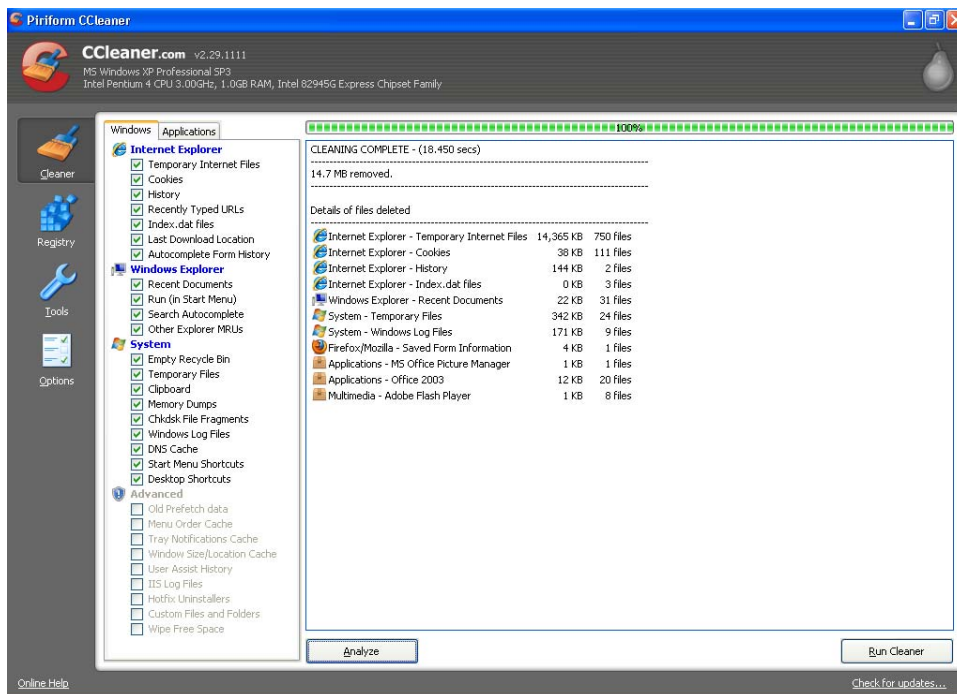 Piriform CCleaner
CCleaner.com v2.29.1111
MS Windows XP Professional SP3
Intel Pentium 4 CPU 3.00GHz, 1.0GB RAM, Intel 82945G Express Chipset Family
Cleaner
Registry
Tools
Options
Windows Applications
Internet Explorer
Temporary Internet Files
Cookies
History
Recently Typed URLs
Index.dat files
Last Download Location
Autocomplete Form History
Windows Explorer
Recent Documents
Run (in Start Menu)
Search Autocomplete
Other Explorer MRUs
System
Empty Recycle Bin
Temporary Files
Clipboard
Memory Dumps
Chkdsk File Fragments
Windows Log Files
DNS Cache
Start Menu Shortcuts
Desktop Shortcuts
Advanced
Old Prefetch data
Menu Order Cache
Tray Notifications Cache
Window Size/Location Cache
User Assist History
IIS Log Files
Hotfix Uninstallers
Custom Files and Folders
Wipe Free Space
100%
CLEANING COMPLETE - (18.450 secs)
14.7 MB removed.
Details of files deleted
Internet Explorer - Temporary Internet Files 14,365 KB 750 files
Internet Explorer - Cookies 38 KB 111 files
Internet Explorer - History 144 KB 2 files
Internet Explorer - Index.dat files 0 KB 3 files
Windows Explorer - Recent Documents 22 KB 31 files
System - Temporary Files 342 KB 24 files
System - Windows Log Files 171 KB 9 files
Firefox/Mozilla - Saved Form Information 4 KB 1 files
Applications - MS Office Picture Manager 1 KB 1 files
Applications - Office 2003 12 KB 20 files
Multimedia - Adobe Flash Player 1 KB 8 files
Analyze
Run Cleaner
Online Help
Check for updates...